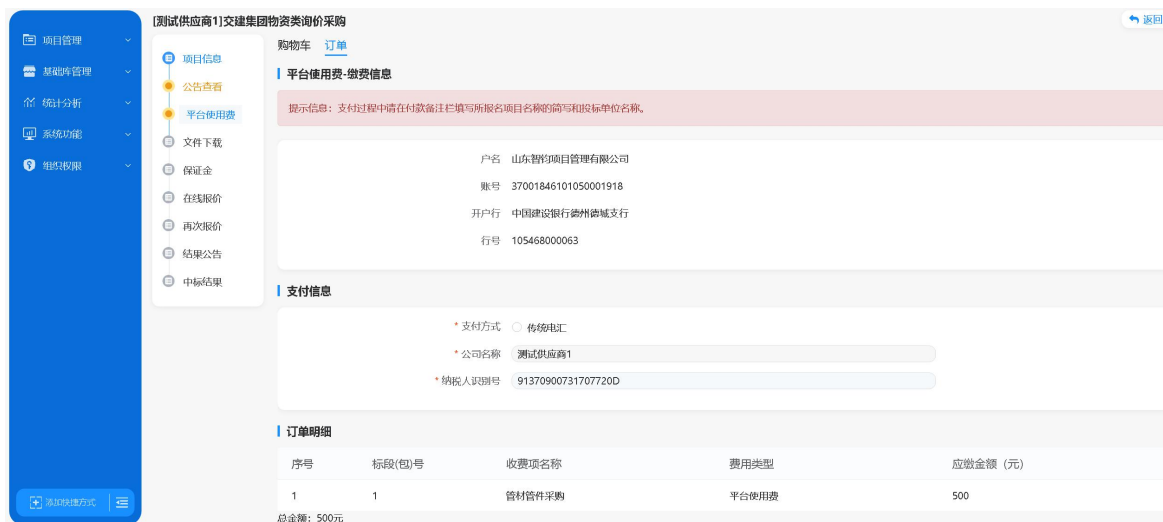 [测试供应商1]交建集团物资类询价采购
返回
项目管理
基础库管理
统计分析
系统功能
组织权限
添加快捷方式
项目信息
公告查看
平台使用费
文件下载
保证金
在线报价
再次报价
结果公告
中标结果
购物车 订单
平台使用费-缴费信息
提示信息：支付过程中请在付款备注栏填写所报名项目名称的简写和投标单位名称。
户名 山东智钧项目管理有限公司
账号 37001846101050001918
开户行 中国建设银行德州德城支行
行号 105468000063
支付信息
* 支付方式 传统电汇
* 公司名称 测试供应商1
* 纳税人识别号 91370900731707720D
订单明细
序号 标段(包)号 收费项名称 费用类型 应缴金额（元）
1 1 管材管件采购 平台使用费 500
总金额：500元